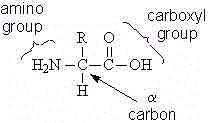 amino
group
carboxyl
group
R O
H₂N—C—C—OH
H
α
carbon